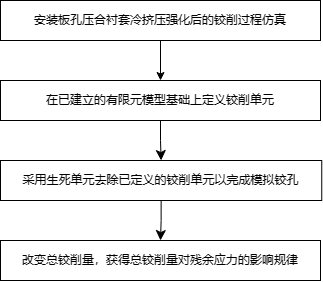 安装板孔压合衬套冷挤压强化后的铰削过程仿真
在已建立的有限元模型基础上定义铰削单元
采用生死单元去除已定义的铰削单元以完成模拟铰孔
改变总铰削量，获得总铰削量对残余应力的影响规律